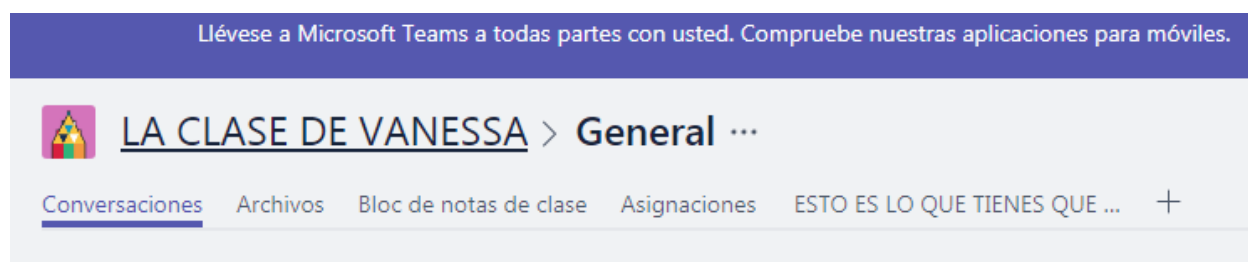 Llévese a Microsoft Teams a todas partes con usted. Compruebe nuestras aplicaciones para móviles.
LA CLASE DE VANESSA > General ...
Conversaciones Archivos Bloc de notas de clase Asignaciones ESTO ES LO QUE TIENES QUE ... +